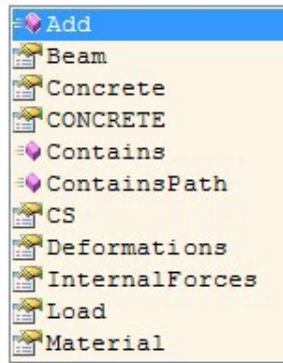 Add
Beam
Concrete
CONCRETE
Contains
ContainsPath
CS
Deformations
InternalForces
Load
Material